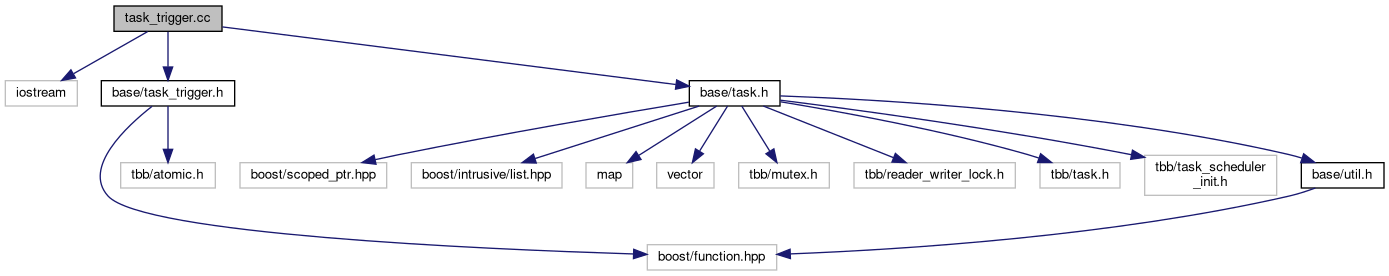 task_trigger.cc
iostream
base/task_trigger.h
base/task.h
tbb/atomic.h
boost/scoped_ptr.hpp
boost/intrusive/list.hpp
map
vector
tbb/mutex.h
tbb/reader_writer_lock.h
tbb/task.h
tbb/task_scheduler
_init.h
base/util.h
boost/function.hpp